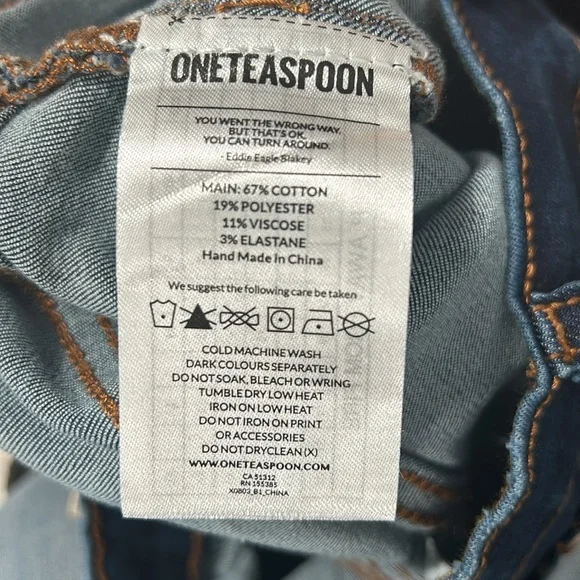 ONETEASPOON
YOU WENT THE WRONG WAY.
BUT THAT'S OK.
YOU CAN TURN AROUND.
- Eddie Eagle Blakey
MAIN: 67% COTTON
19% POLYESTER
11% VISCOSE
3% ELASTANE
Hand Made in China
We suggest the following care be taken
COLD MACHINE WASH
DARK COLOURS SEPARATELY
DO NOT SOAK, BLEACH OR WRING
TUMBLE DRY LOW HEAT
IRON ON LOW HEAT
DO NOT IRON ON PRINT
OR ACCESSORIES
DO NOT DRYCLEAN (X)
WWW.ONETEASPOON.COM
CA 51312
RN 155385
X0803_B1_CHINA